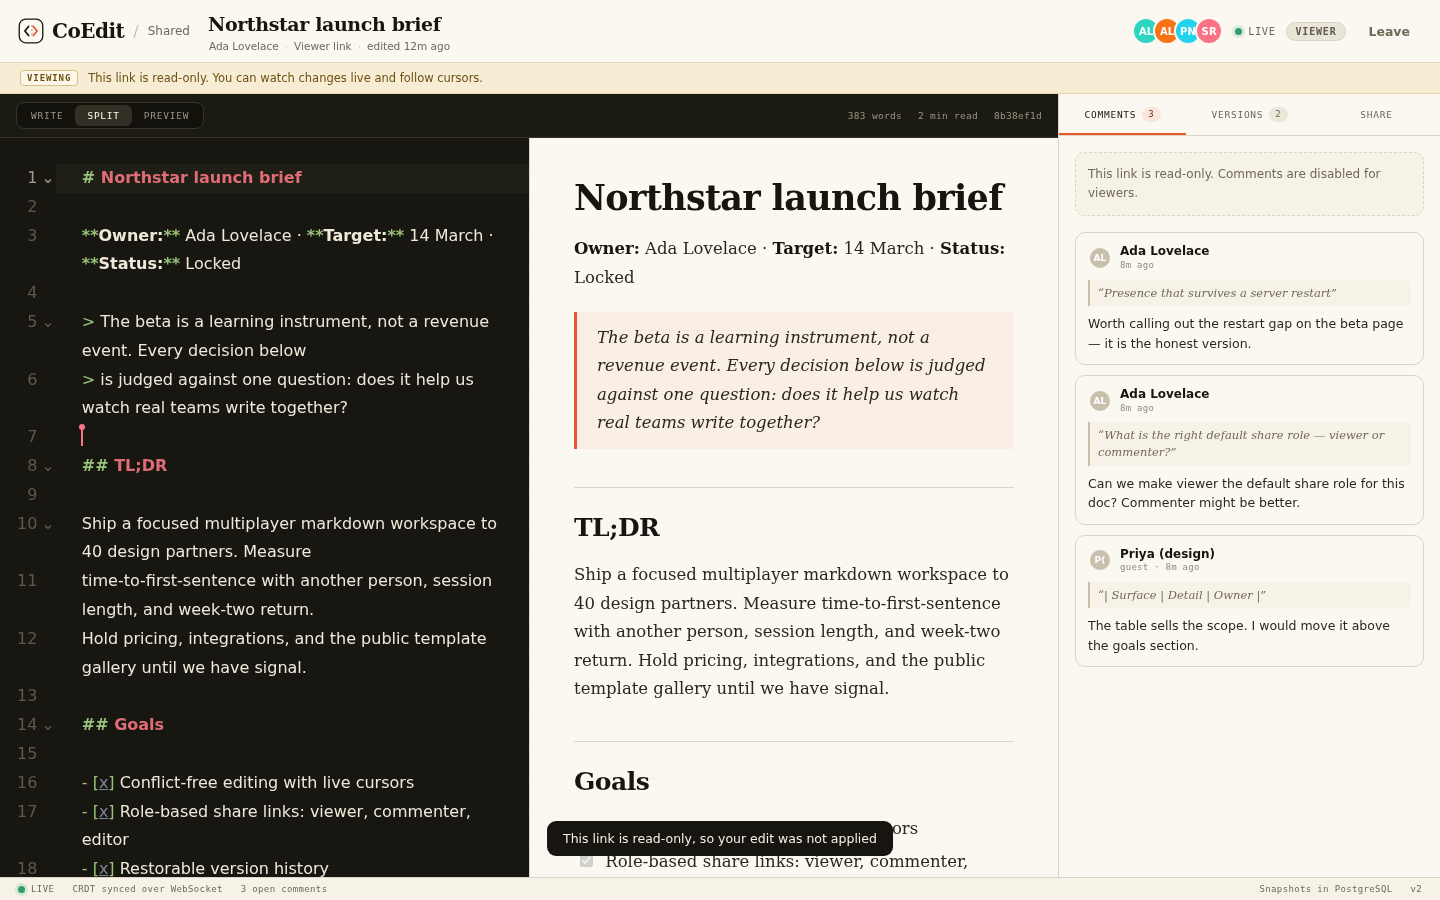 CoEdit / Shared
Northstar launch brief
Ada Lovelace · Viewer link · edited 12m ago
AL AL PN SR
LIVE
VIEWER
Leave
VIEWING This link is read-only. You can watch changes live and follow cursors.
WRITE SPLIT PREVIEW
383 words 2 min read 8b38ef1d
1 # Northstar launch brief
2
3 **Owner:** Ada Lovelace · **Target:** 14 March ·
**Status:** Locked
4
5 > The beta is a learning instrument, not a revenue
event. Every decision below
6 > is judged against one question: does it help us
watch real teams write together?
7
8 ## TL;DR
9
10 Ship a focused multiplayer markdown workspace to
40 design partners. Measure
11 time-to-first-sentence with another person, session
length, and week-two return.
12 Hold pricing, integrations, and the public template
gallery until we have signal.
13
14 ## Goals
15
16 - [x] Conflict-free editing with live cursors
17 - [x] Role-based share links: viewer, commenter,
editor
18 - [x] Restorable version history
Northstar launch brief
Owner: Ada Lovelace · Target: 14 March · Status:
Locked
The beta is a learning instrument, not a
revenue event. Every decision below is judged
against one question: does it help us watch
real teams write together?
TL;DR
Ship a focused multiplayer markdown workspace to
40 design partners. Measure time-to-first-sentence
with another person, session length, and week-two
return. Hold pricing, integrations, and the public
template gallery until we have signal.
Goals
ors
This link is read-only, so your edit was not applied
Role-based share links: viewer, commenter,
COMMENTS 3
VERSIONS 2
SHARE
This link is read-only. Comments are disabled for
viewers.
AL Ada Lovelace
8m ago
“Presence that survives a server restart”
Worth calling out the restart gap on the beta page
— it is the honest version.
AL Ada Lovelace
8m ago
“What is the right default share role — viewer or
commenter?”
Can we make viewer the default share role for this
doc? Commenter might be better.
P( Priya (design)
guest · 8m ago
“| Surface | Detail | Owner |”
The table sells the scope. I would move it above
the goals section.
LIVE CRDT synced over WebSocket 3 open comments
Snapshots in PostgreSQL v2